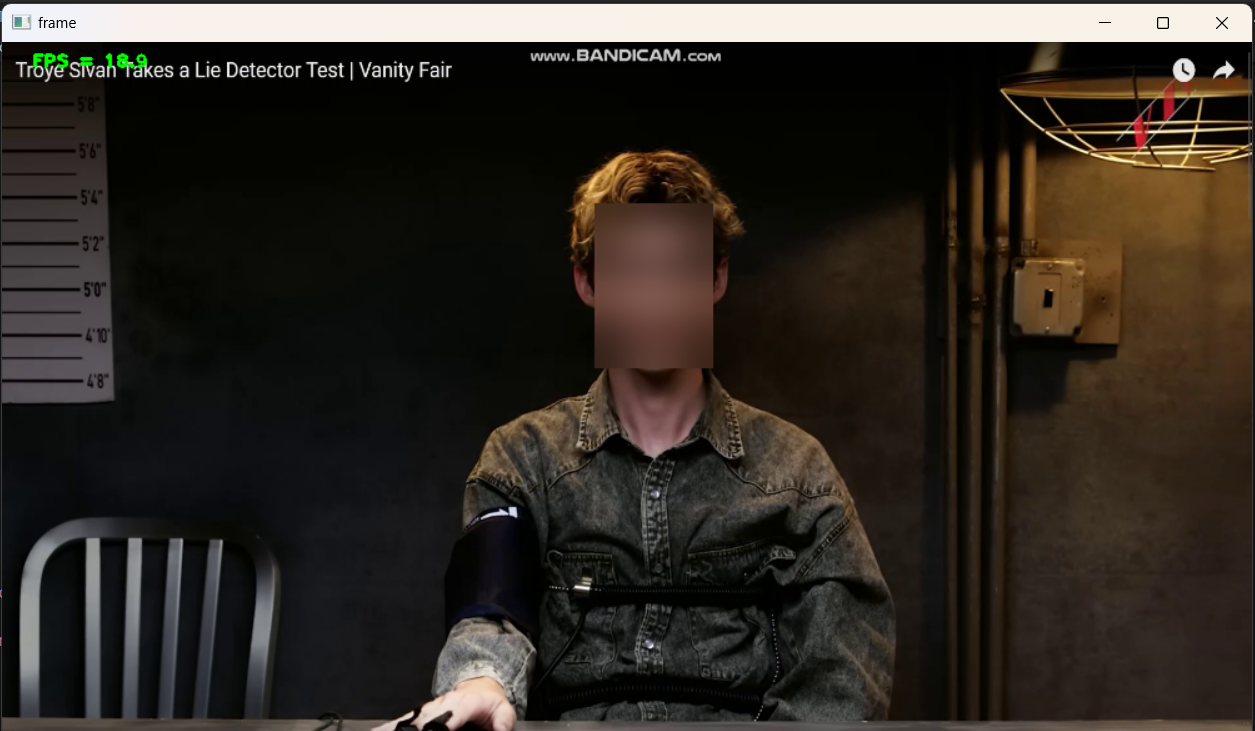 frame
FPS = 18.9
www.BANDICAM.com
Troye Sivan Takes a Lie Detector Test | Vanity Fair
5'8"
5'6"
5'4"
5'2"
5'0"
4'10"
4'8"